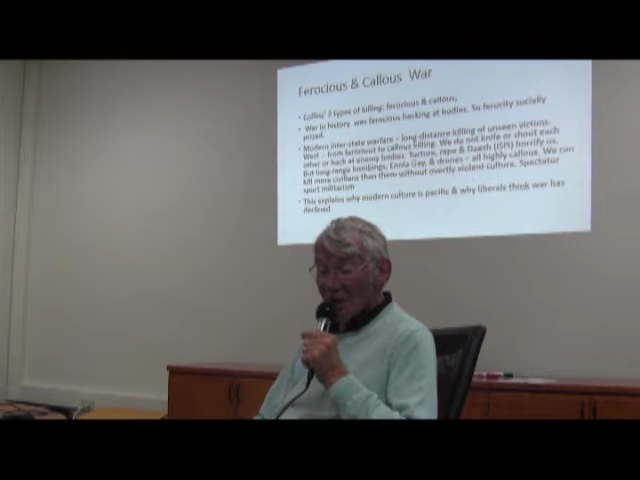 Ferocious & Callous War
• Collins' 2 types of killing: ferocious & callous,
• War in history was ferocious hacking at bodies. So ferocity socially
prized.
• Modern inter-state warfare – long-distance killing of unseen victims.
West – from ferocious to callous killing. We do not knife or shoot each
other or hack at enemy bodies. Torture, rape & Daesh (ISIS) horrify us.
But long-range bombings, Enola Gay, & drones – all highly callous. We can
kill more civilians than them without overtly violent culture. Spectator
sport militarism
• This explains why modern culture is pacific & why liberals think war has
declined.